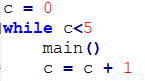 c = 0
while c<5
    main()
    c = c + 1